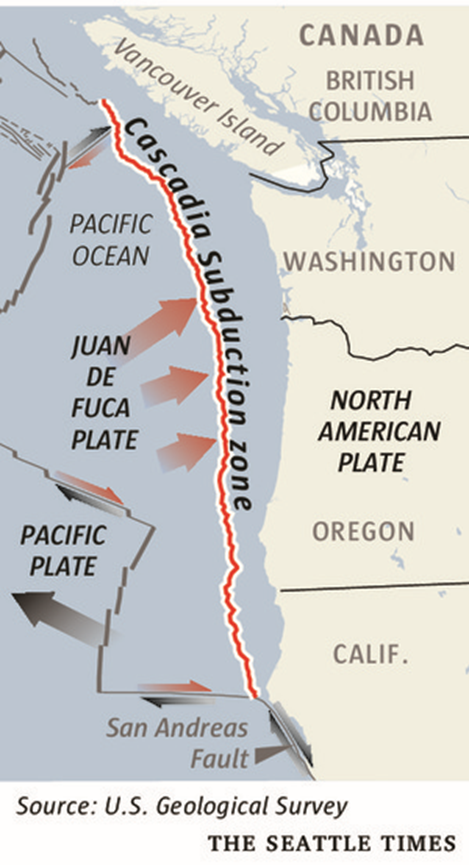 CANADA
BRITISH
COLUMBIA
Vancouver Island
Cascadia Subduction zone
PACIFIC
OCEAN
WASHINGTON
JUAN
DE
FUCA
PLATE
NORTH
AMERICAN
PLATE
PACIFIC
PLATE
OREGON
CALIF.
San Andreas
Fault
Source: U.S. Geological Survey
THE SEATTLE TIMES